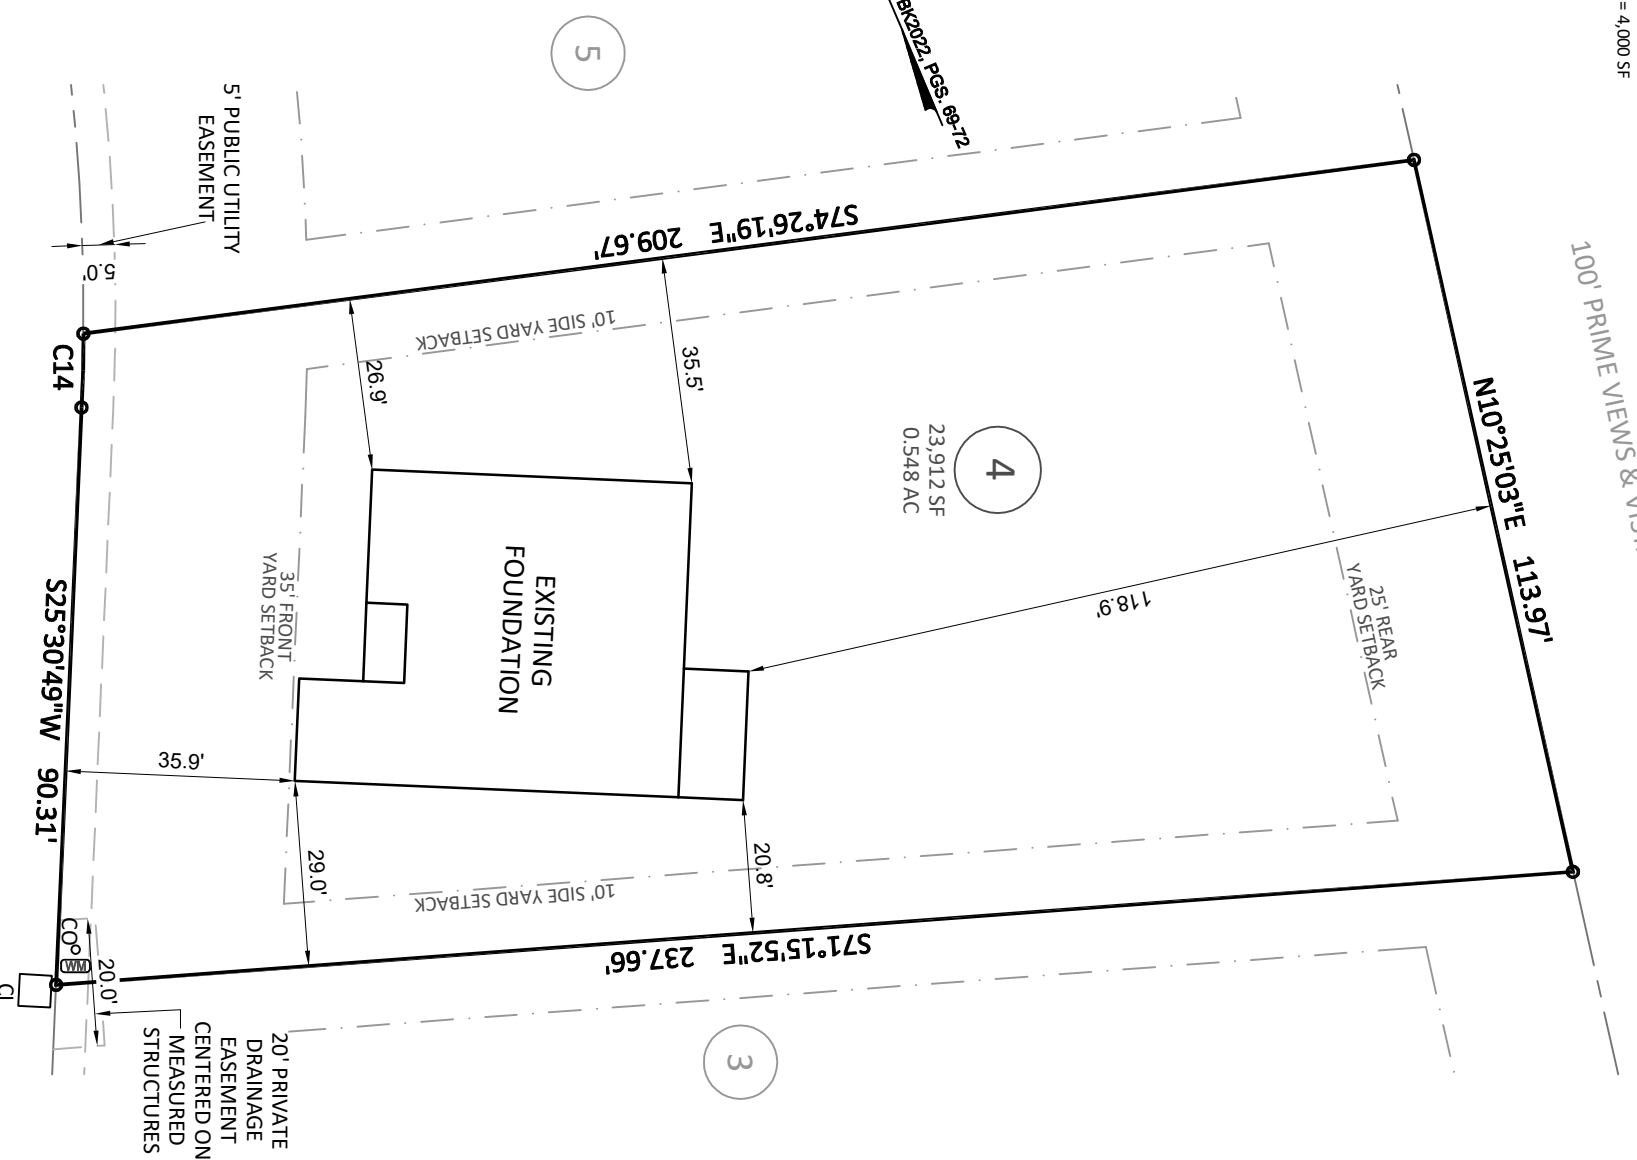 = 4,000 SF
BK2022, PGS. 69-72
5
100' PRIME VIEWS &
5' PUBLIC UTILITY
EASEMENT
5.0'
S74°26'19"E 209.67'
10' SIDE YARD SETBACK
26.9'
35.5'
C14
4
23,912 SF
0.548 AC
N10°25'03"E 113.97'
118.9'
25' REAR
YARD SETBACK
EXISTING
FOUNDATION
35' FRONT
YARD SETBACK
S25°30'49"W 90.31'
35.9'
29.0'
20.8'
10' SIDE YARD SETBACK
S71°15'52"E 237.66'
CO
WM
20.0'
CI
20' PRIVATE
DRAINAGE
EASEMENT
CENTERED ON
MEASURED
STRUCTURES
3